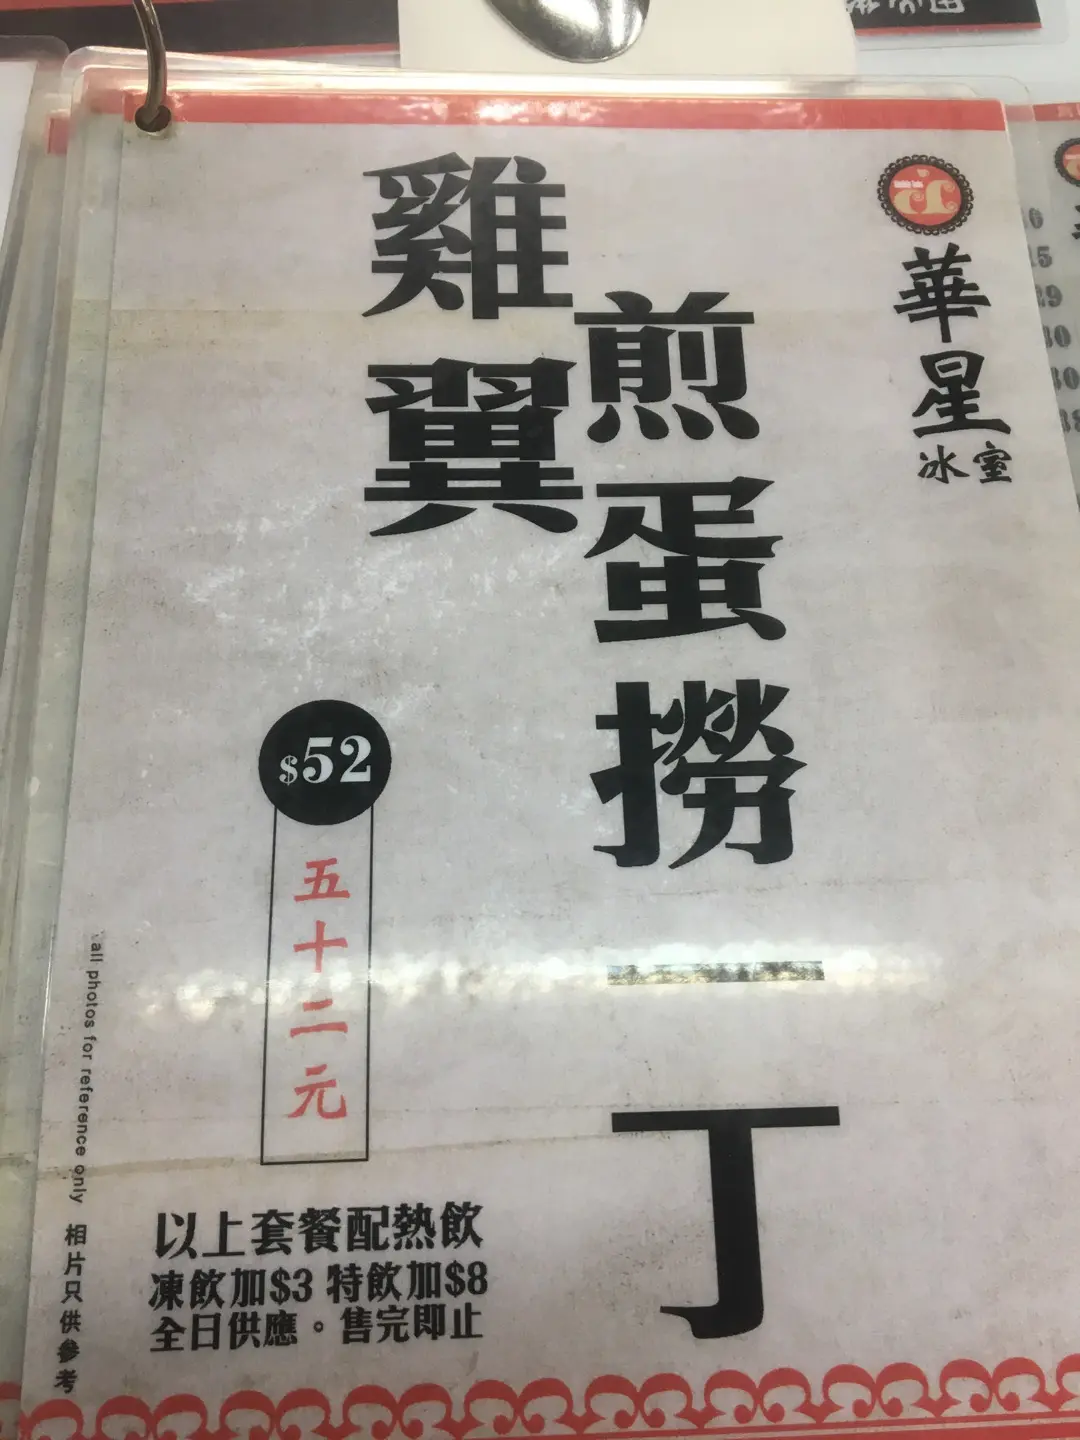 華星
冰室
雞翼
煎蛋撈一丁
$52
五十二元
以上套餐配熱飲
凍飲加$3 特飲加$8
全日供應。售完即止
all photos for reference only 相片只供參考